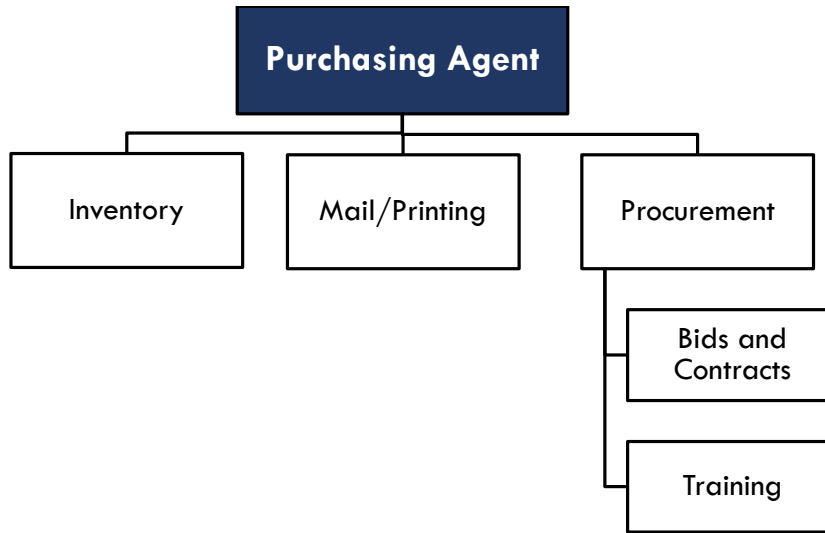 Purchasing Agent
Inventory
Mail/Printing
Procurement
Bids and
Contracts
Training